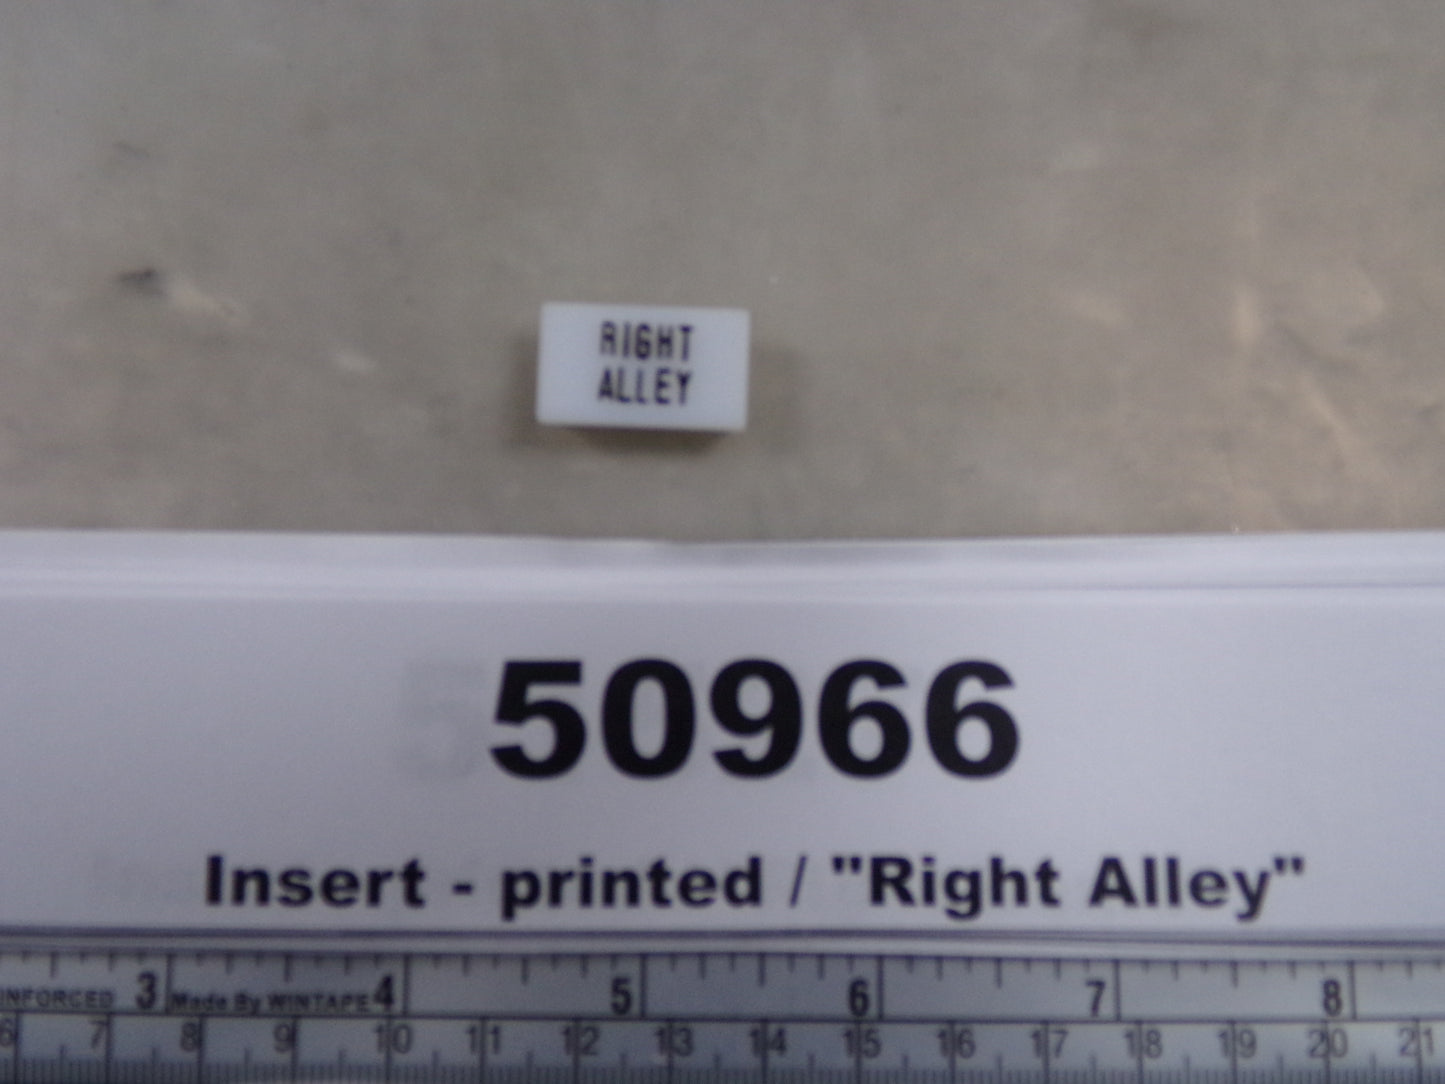 RIGHT
ALLEY
50966
Insert - printed / "Right Alley"
INFORCED 3 Made By WINTAPE 4 5 6 7 8
6 7 8 9 10 11 12 13 14 15 16 17 18 19 20 21